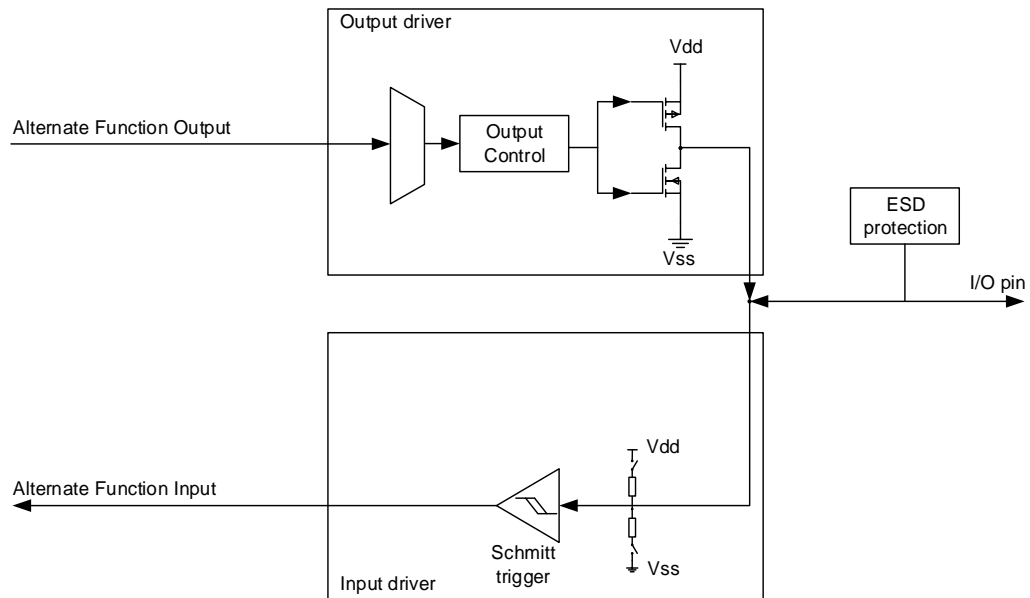 Output driver
Vdd
Alternate Function Output
Output
Control
Vss
ESD
protection
I/O pin
Vdd
Alternate Function Input
Schmitt
trigger
Vss
Input driver